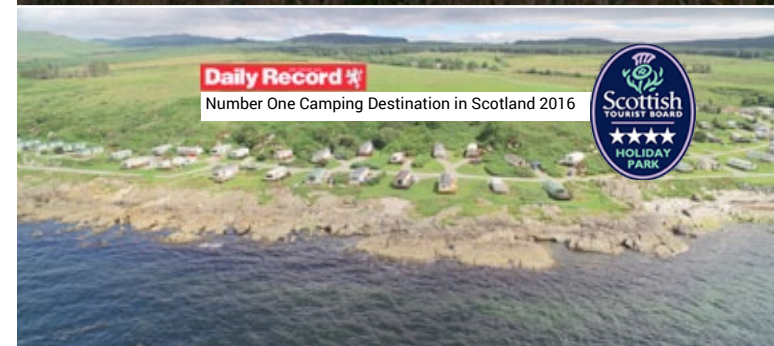 Daily Record
Number One Camping Destination in Scotland 2016
Scottish
TOURIST BOARD
HOLIDAY
PARK